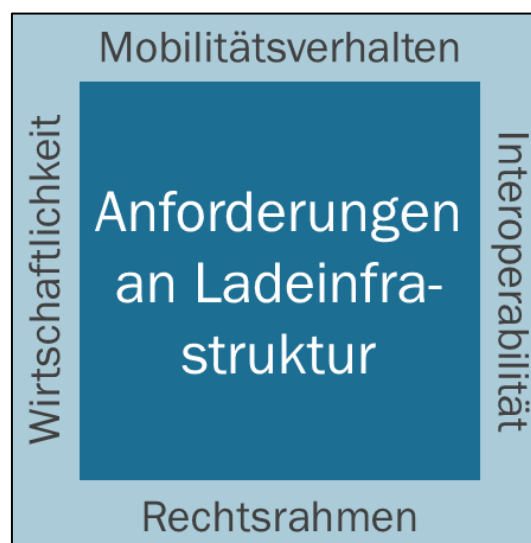 Mobilitätsverhalten
Wirtschaftlichkeit
Anforderungen
an Ladeinfra-
struktur
Interoperabilität
Rechtsrahmen